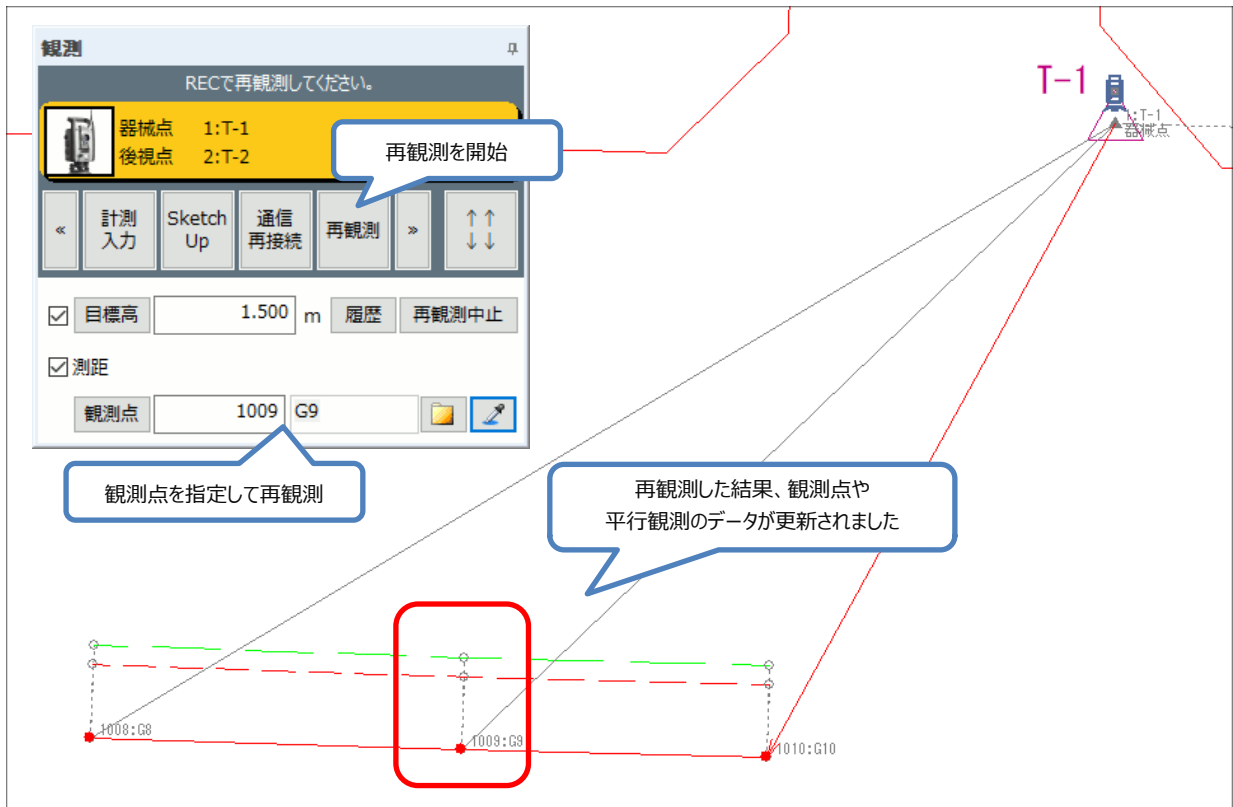 観測
RECで再観測してください。
器械点 1:T-1
後視点 2:T-2
再観測を開始
« 計測入力 Sketch Up 通信再接続 再観測 » ↑↑↓↓
目標高 1.500 m 履歴 再観測中止
測距
観測点 1009 G9
観測点を指定して再観測
T-1
:T-1
器械点
再観測した結果、観測点や
平行観測のデータが更新されました
1008:G8
1009:G9
1010:G10